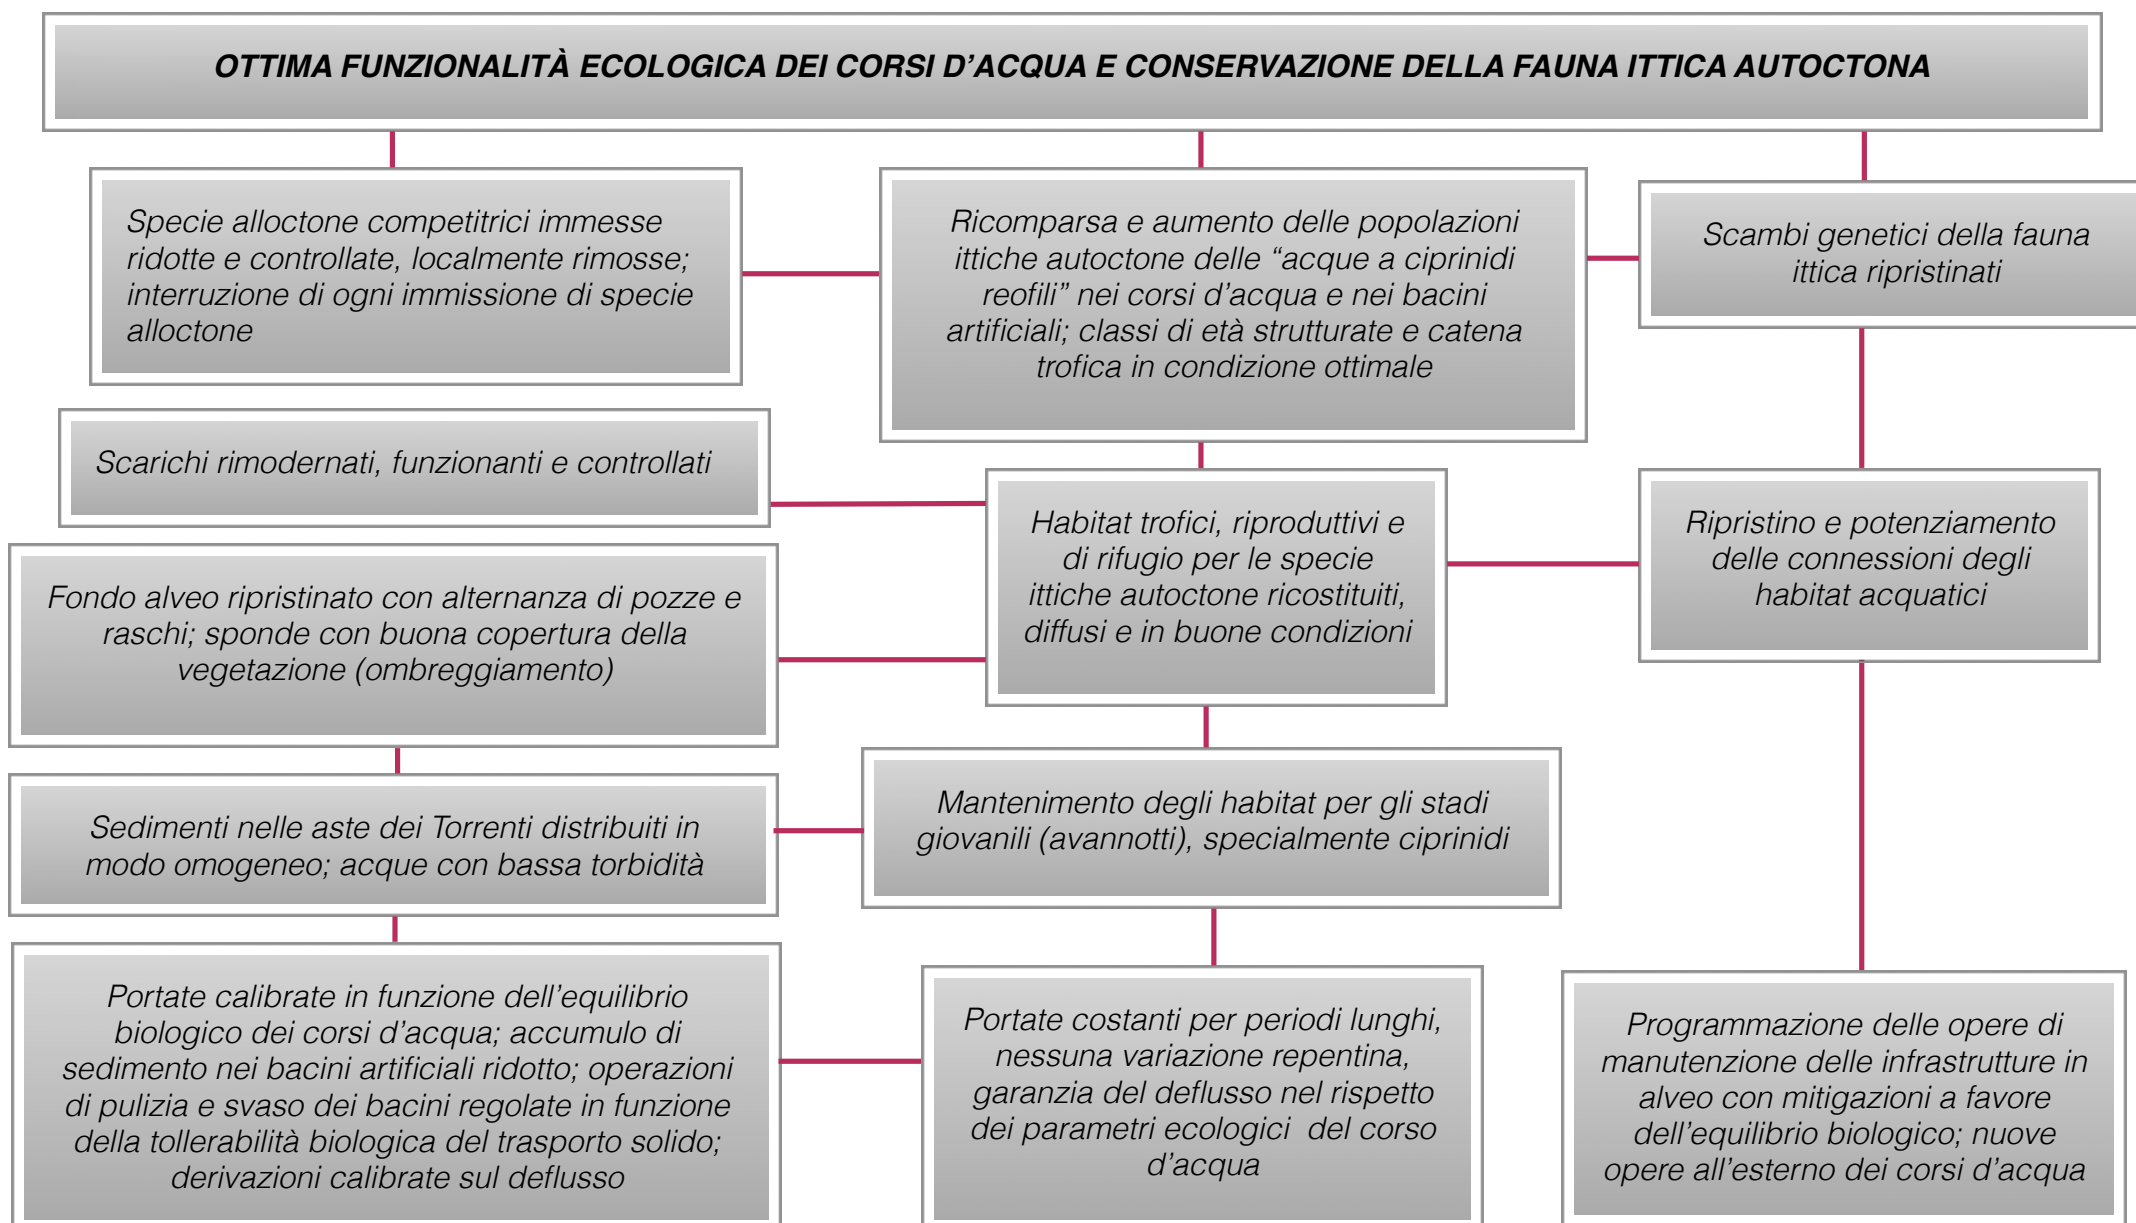 OTTIMA FUNZIONALITÀ ECOLOGICA DEI CORSI D’ACQUA E CONSERVAZIONE DELLA FAUNA ITTICA AUTOCTONA
Specie alloctone competitrici immesse
ridotte e controllate, localmente rimosse;
interruzione di ogni immissione di specie
alloctone
Ricomparsa e aumento delle popolazioni
ittiche autoctone delle “acque a ciprinidi
reofili” nei corsi d’acqua e nei bacini
artificiali; classi di età strutturate e catena
trofica in condizione ottimale
Scambi genetici della fauna
ittica ripristinati
Scarichi rimodernati, funzionanti e controllati
Habitat trofici, riproduttivi e
di rifugio per le specie
ittiche autoctone ricostituiti,
diffusi e in buone condizioni
Ripristino e potenziamento
delle connessioni degli
habitat acquatici
Fondo alveo ripristinato con alternanza di pozze e
raschi; sponde con buona copertura della
vegetazione (ombreggiamento)
Sedimenti nelle aste dei Torrenti distribuiti in
modo omogeneo; acque con bassa torbidità
Mantenimento degli habitat per gli stadi
giovanili (avannotti), specialmente ciprinidi
Portate calibrate in funzione dell’equilibrio
biologico dei corsi d’acqua; accumulo di
sedimento nei bacini artificiali ridotto; operazioni
di pulizia e svaso dei bacini regolate in funzione
della tollerabilità biologica del trasporto solido;
derivazioni calibrate sul deflusso
Portate costanti per periodi lunghi,
nessuna variazione repentina,
garanzia del deflusso nel rispetto
dei parametri ecologici  del corso
d’acqua
Programmazione delle opere di
manutenzione delle infrastrutture in
alveo con mitigazioni a favore
dell’equilibrio biologico; nuove
opere all’esterno dei corsi d’acqua